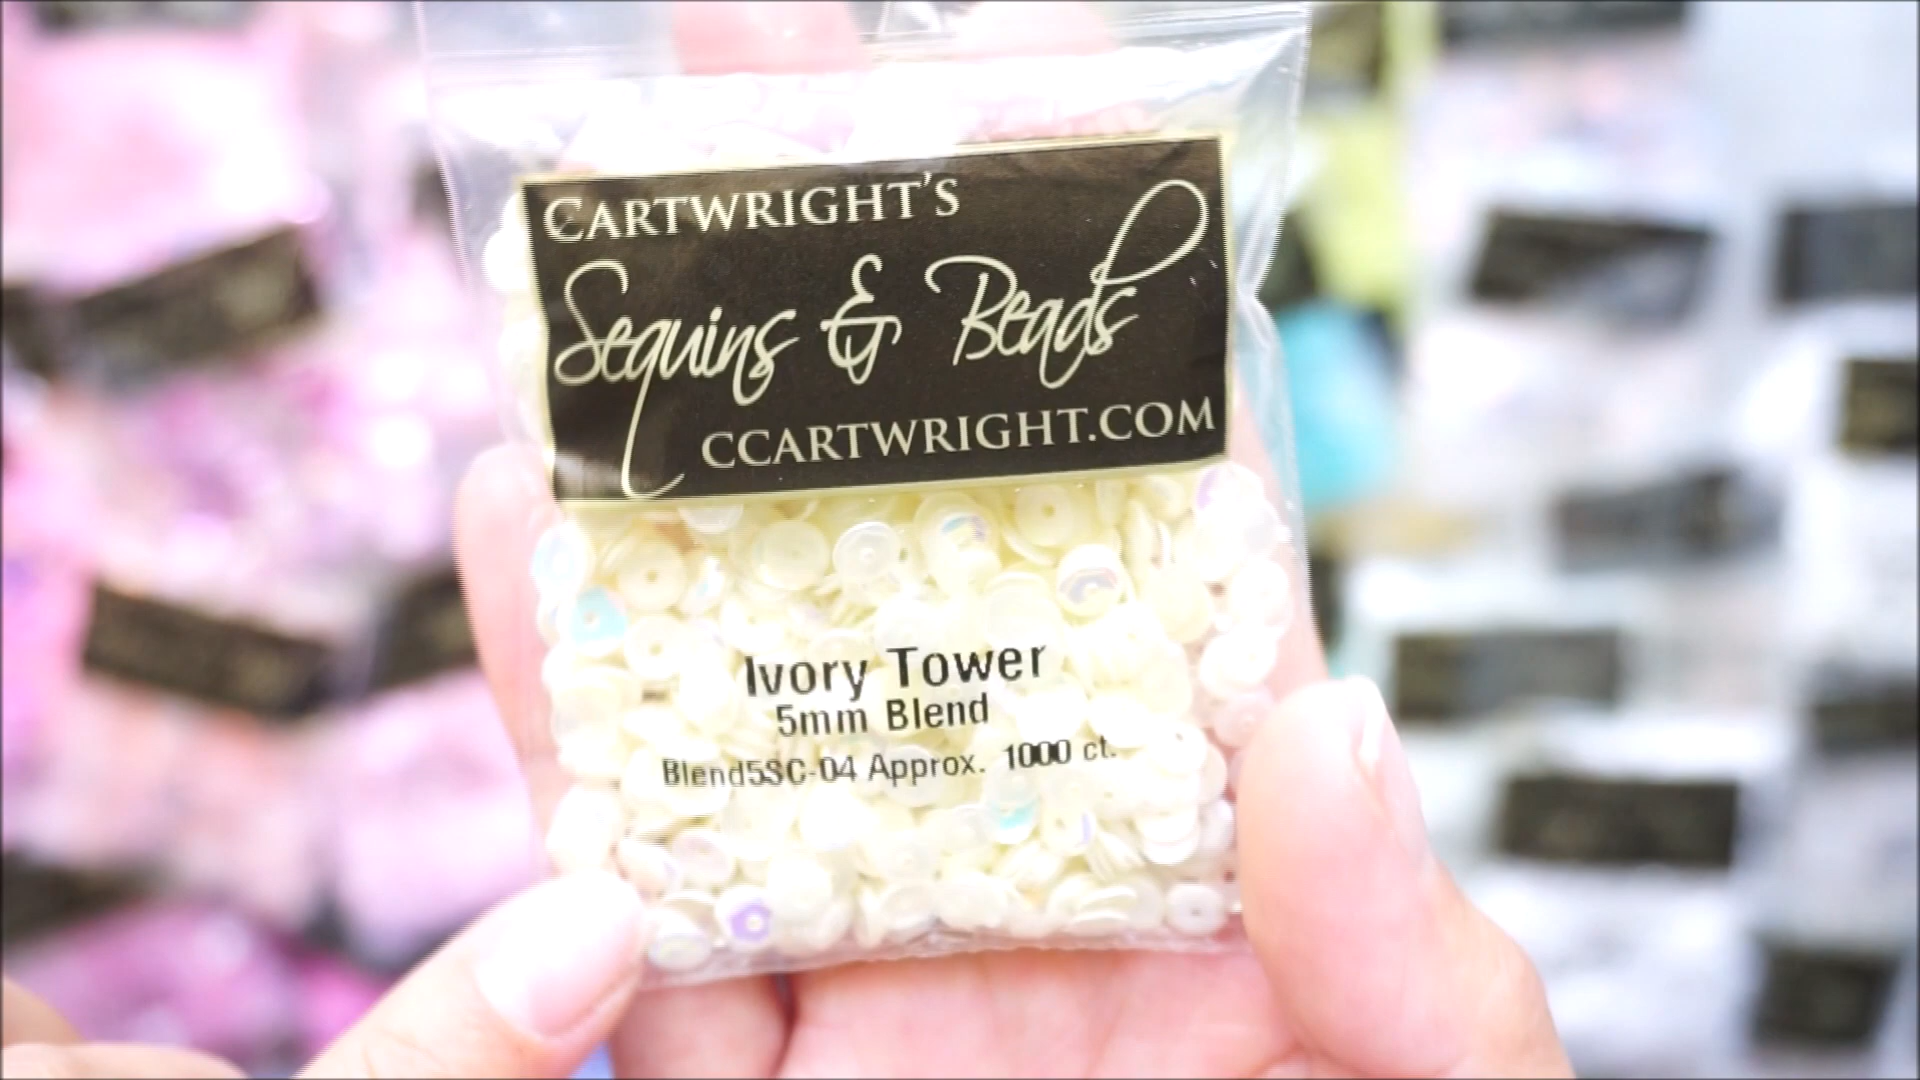 CARTWRIGHT'S
Sequins & Beads
CCARTWRIGHT.COM
Ivory Tower
5mm Blend
Blend5SC-04 Approx. 1000 ct.